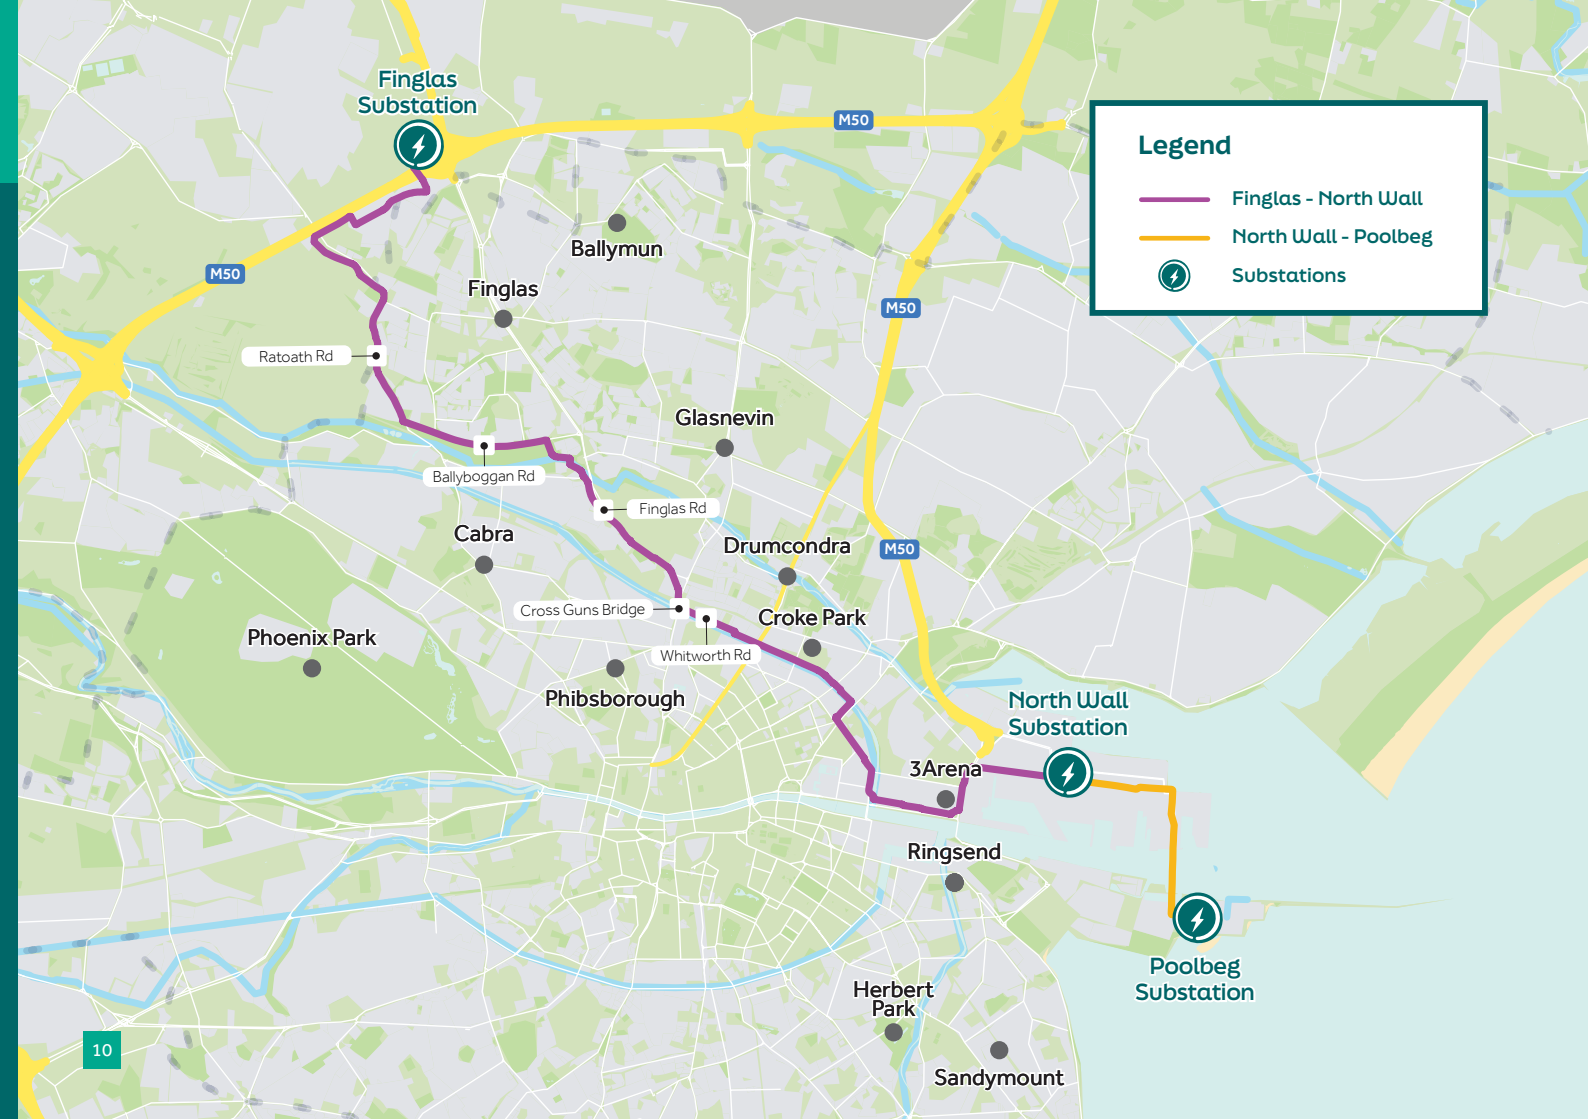 Finglas
Substation
M50
Legend
Finglas - North Wall
North Wall - Poolbeg
Substations
Ballymun
M50
Finglas
M50
Ratoath Rd
Glasnevin
Ballyboggan Rd
Finglas Rd
Cabra
Drumcondra
M50
Cross Guns Bridge
Croke Park
Phoenix Park
Whitworth Rd
Phibsborough
North Wall
Substation
3Arena
Ringsend
Poolbeg
Substation
Herbert
Park
Sandymount
10